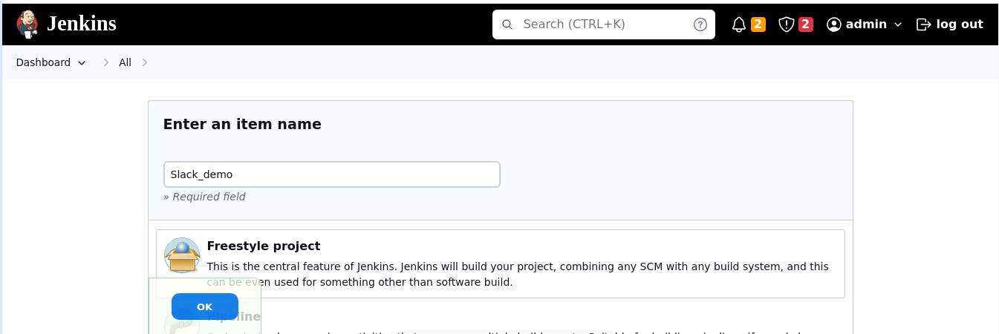 Jenkins
Search (CTRL+K)
2
2
admin
log out
Dashboard
All
Enter an item name
Slack_demo
» Required field
Freestyle project
This is the central feature of Jenkins. Jenkins will build your project, combining any SCM with any build system, and this
can be even used for something other than software build.
OK
Pipeline